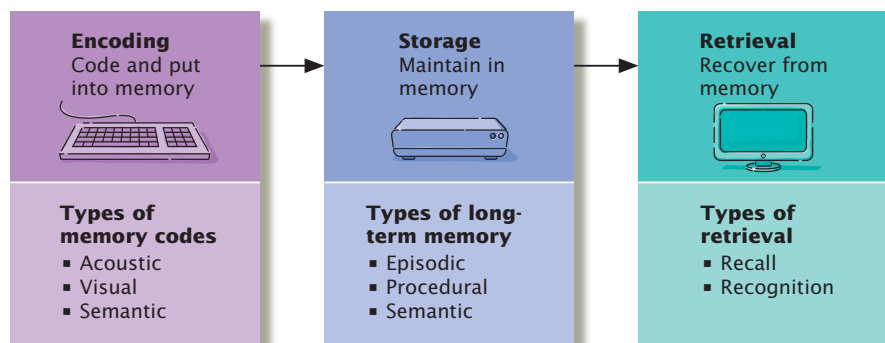 Encoding
Code and put
into memory
Storage
Maintain in
memory
Retrieval
Recover from
memory
Types of
memory codes
▪ Acoustic
▪ Visual
▪ Semantic
Types of long-
term memory
▪ Episodic
▪ Procedural
▪ Semantic
Types of
retrieval
▪ Recall
▪ Recognition